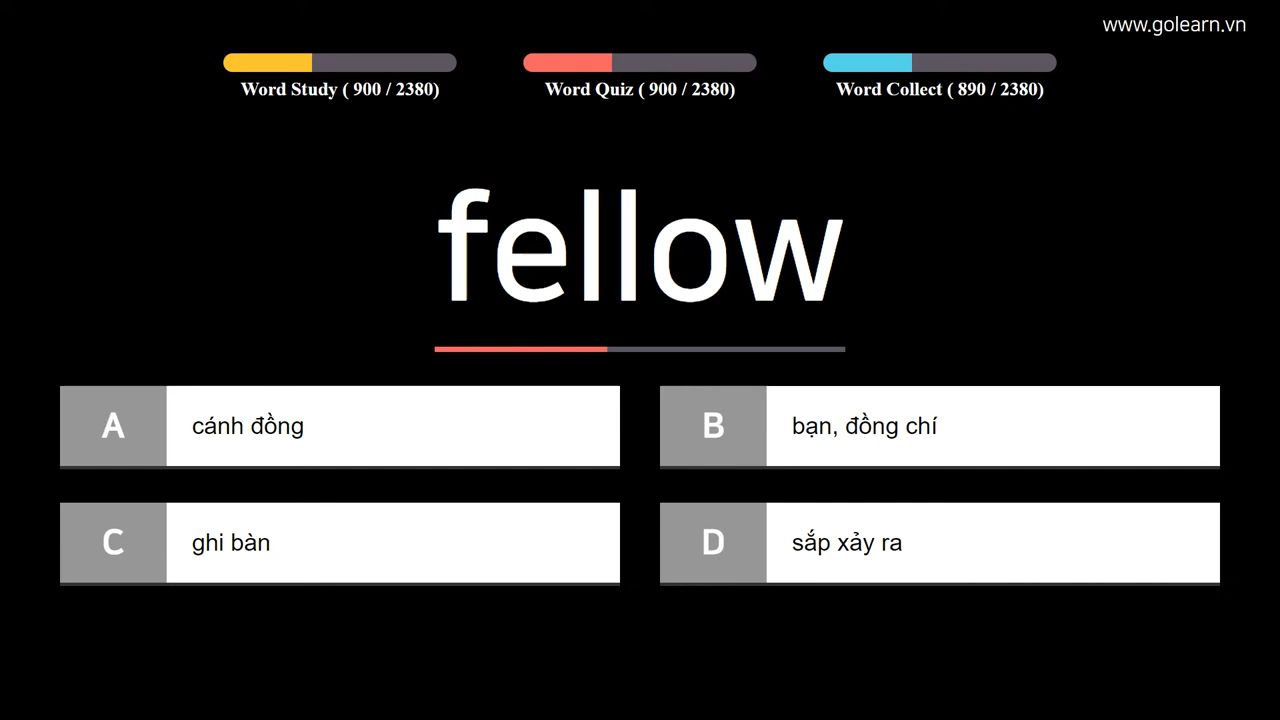 www.golearn.vn
Word Study ( 900 / 2380)
Word Quiz ( 900 / 2380)
Word Collect ( 890 / 2380)
fellow
A cánh đồng
B bạn, đồng chí
C ghi bàn
D sắp xảy ra